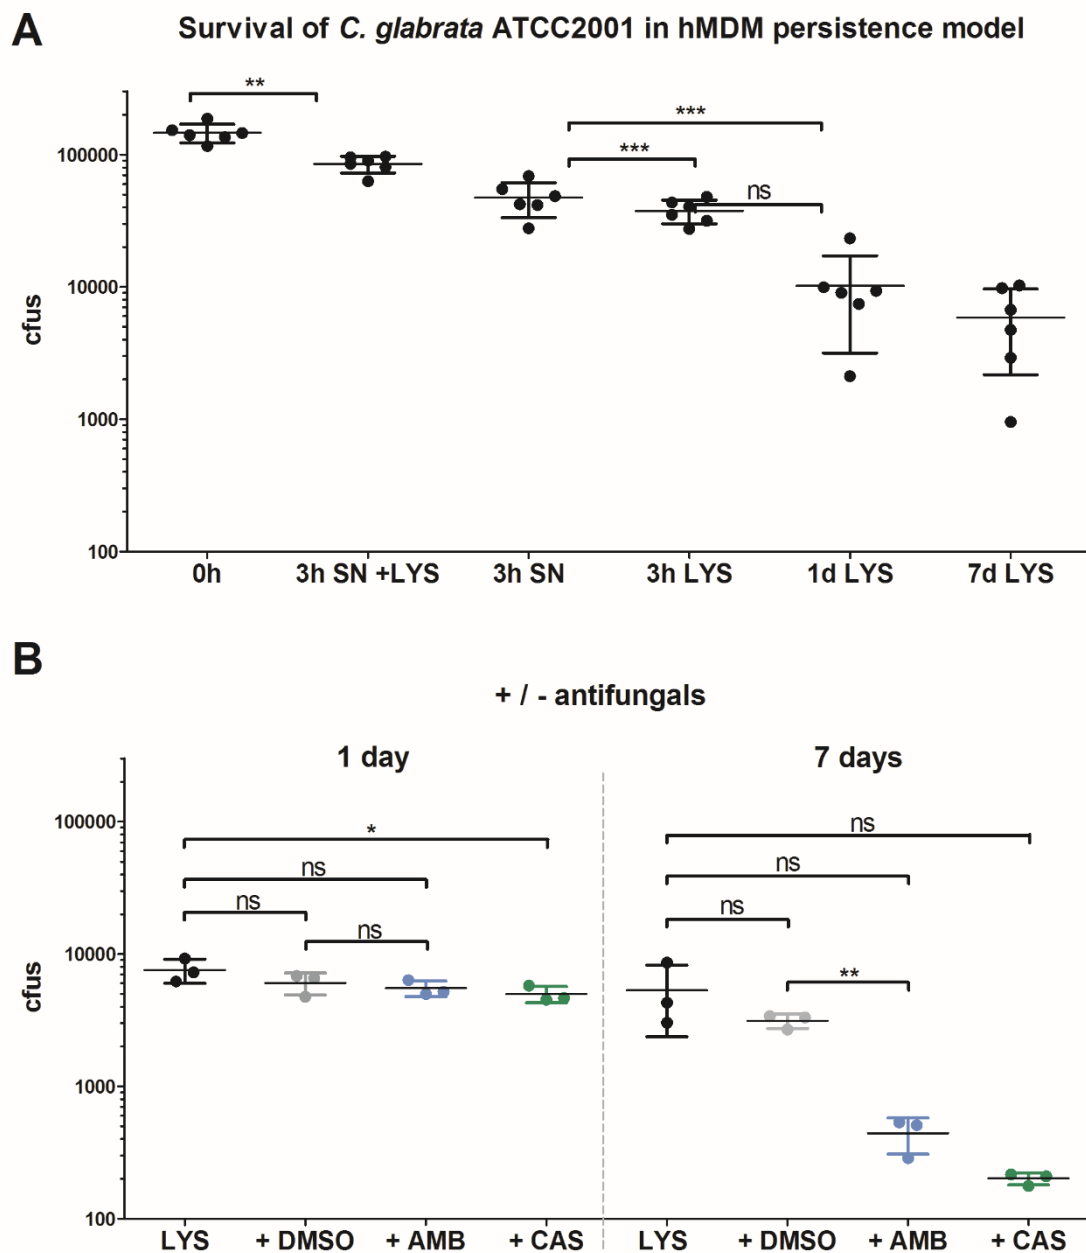 A
Survival of C. glabrata ATCC2001 in hMDM persistence model
**
***
***
ns
100000
10000
1000
100
cfus
0h 3h SN +LYS 3h SN 3h LYS 1d LYS 7d LYS
B
+ / - antifungals
1 day 7 days
* ns
ns ns
ns ns
ns **
100000
10000
1000
100
cfus
LYS + DMSO + AMB + CAS LYS + DMSO + AMB + CAS